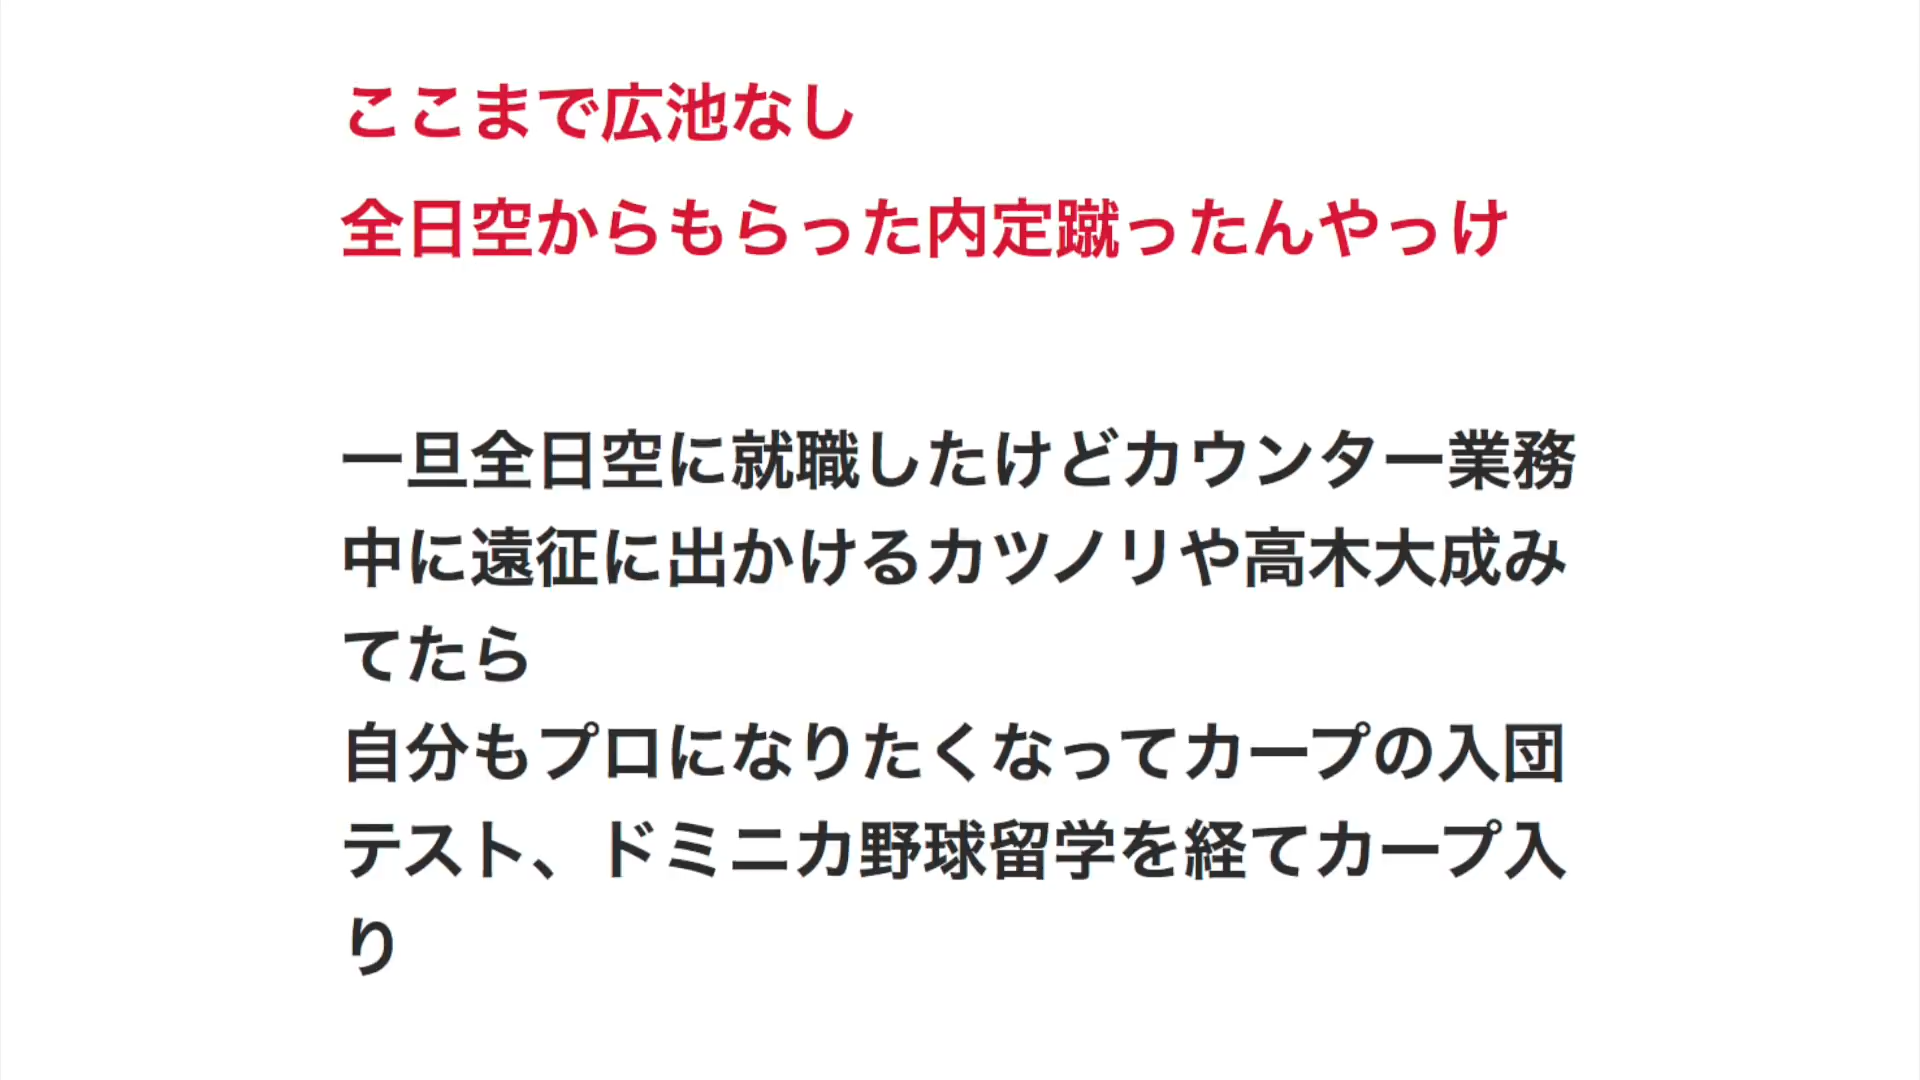 ここまで広池なし
全日空からもらった内定蹴ったんやっけ
一旦全日空に就職したけどカウンター業務
中に遠征に出かけるカツノリや高木大成み
てたら
自分もプロになりたくなってカープの入団
テスト、ドミニカ野球留学を経てカープ入
り